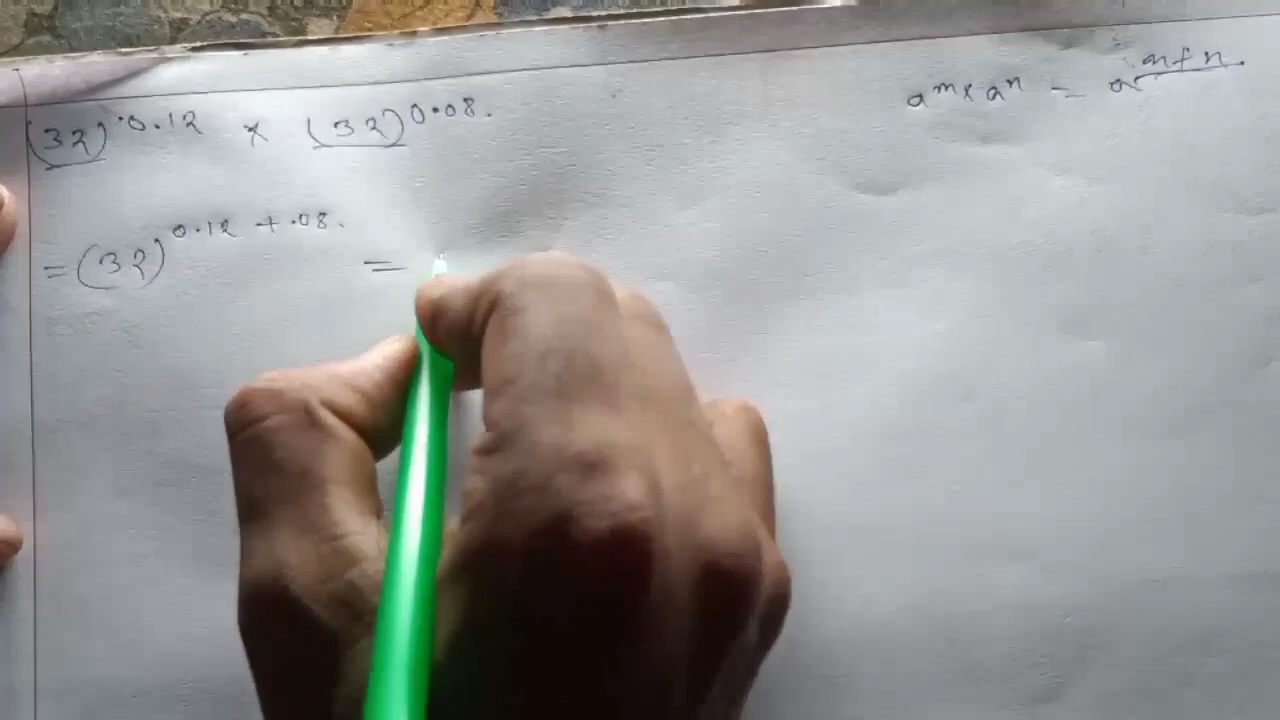 (32)^0.12 × (32)^0.08.
a^m × a^n = a^m+n.
= (32)^0.12 + .08. =